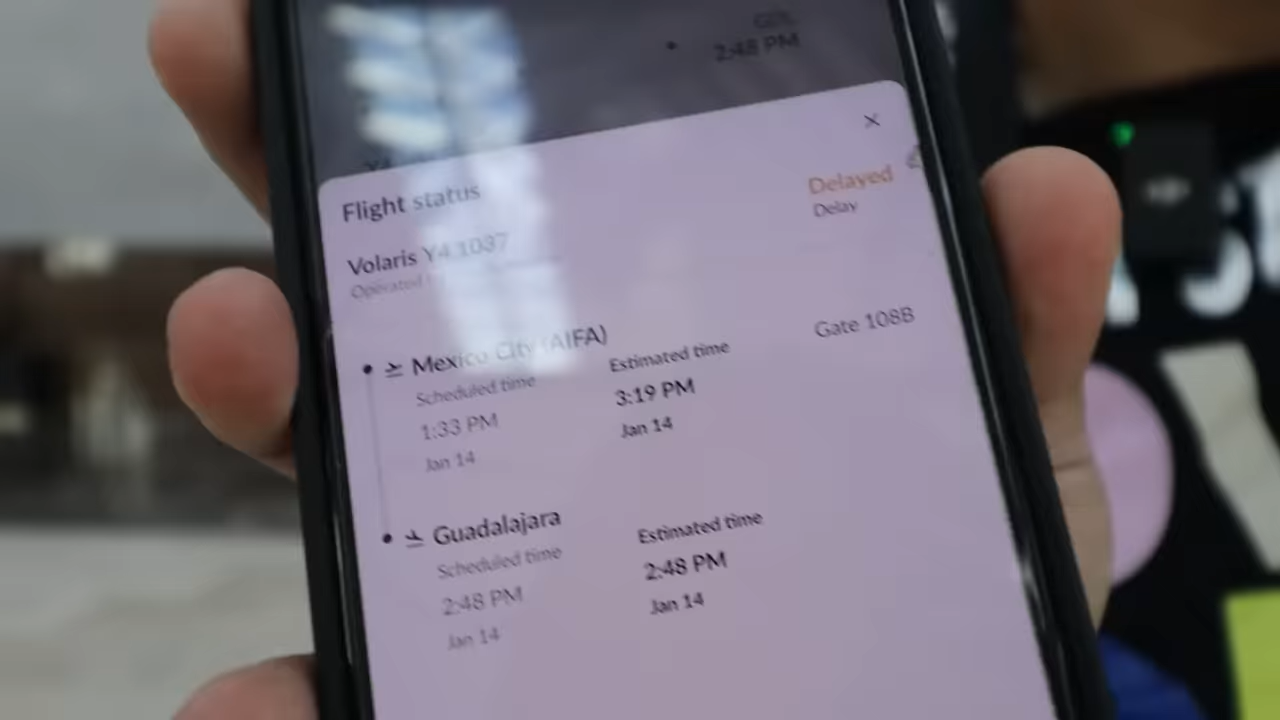 2:48 PM
Flight status
Delayed
Delay
Volaris Y4 1037
Operated
Mexico City (AIFA)
Gate 108B
Scheduled time
Estimated time
1:33 PM
3:19 PM
Jan 14
Jan 14
Guadalajara
Scheduled time
Estimated time
2:48 PM
2:48 PM
Jan 14
Jan 14